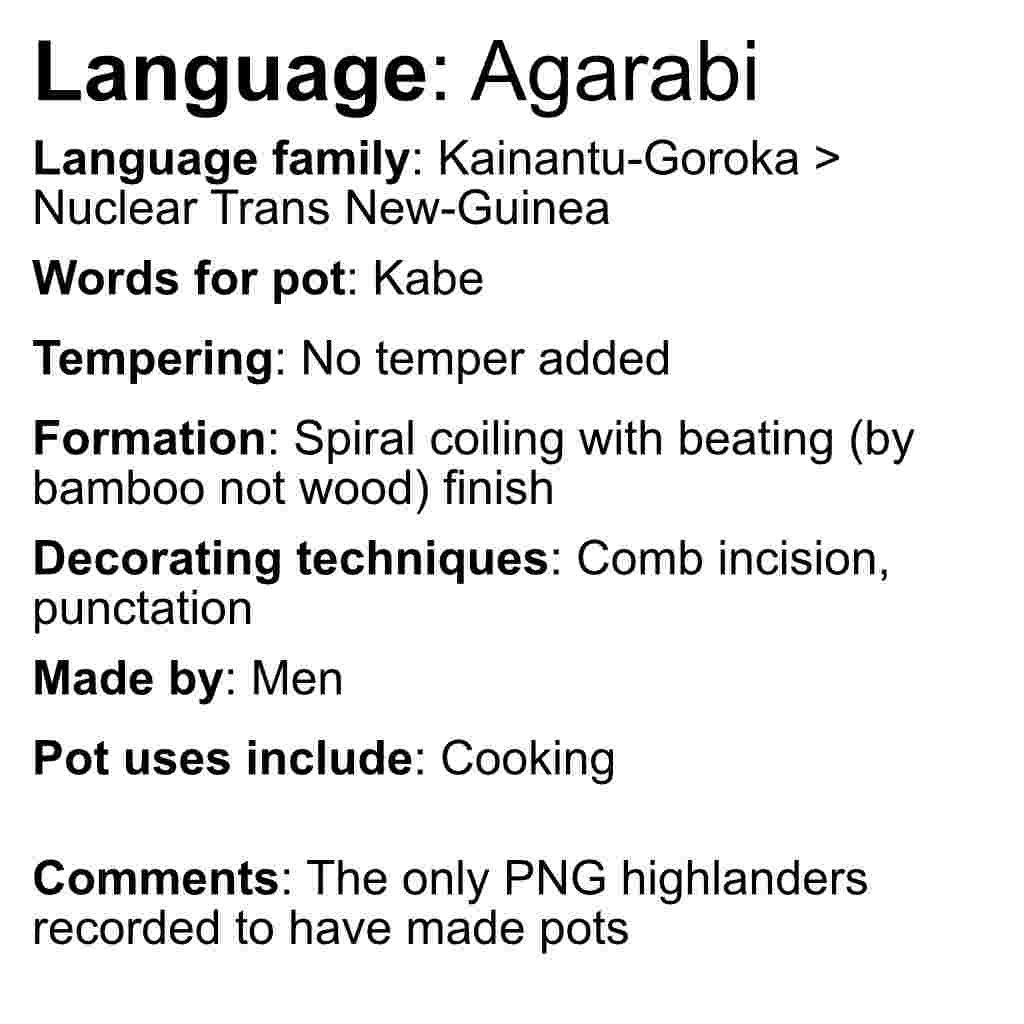 Language: Agarabi
Language family: Kainantu-Goroka >
Nuclear Trans New-Guinea
Words for pot: Kabe
Tempering: No temper added
Formation: Spiral coiling with beating (by
bamboo not wood) finish
Decorating techniques: Comb incision,
punctation
Made by: Men
Pot uses include: Cooking
Comments: The only PNG highlanders
recorded to have made pots